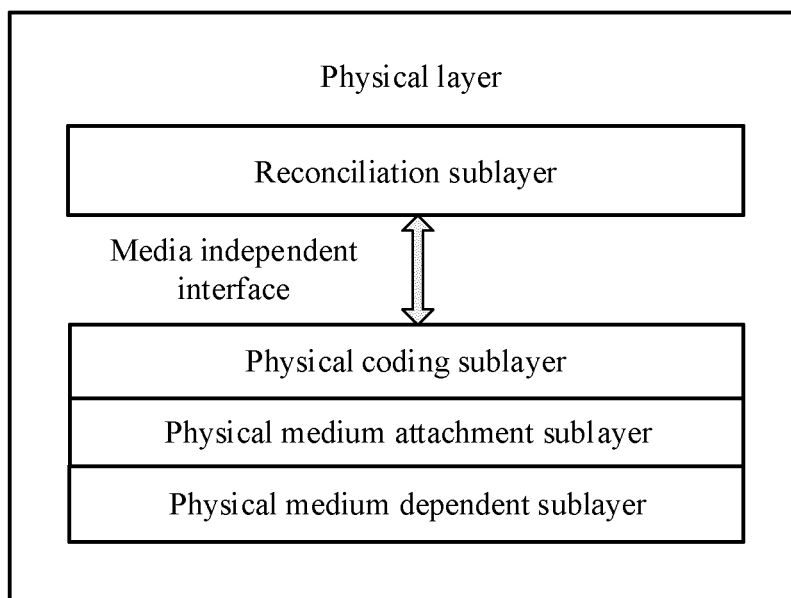 Physical layer
Reconciliation sublayer
Media independent
interface
Physical coding sublayer
Physical medium attachment sublayer
Physical medium dependent sublayer